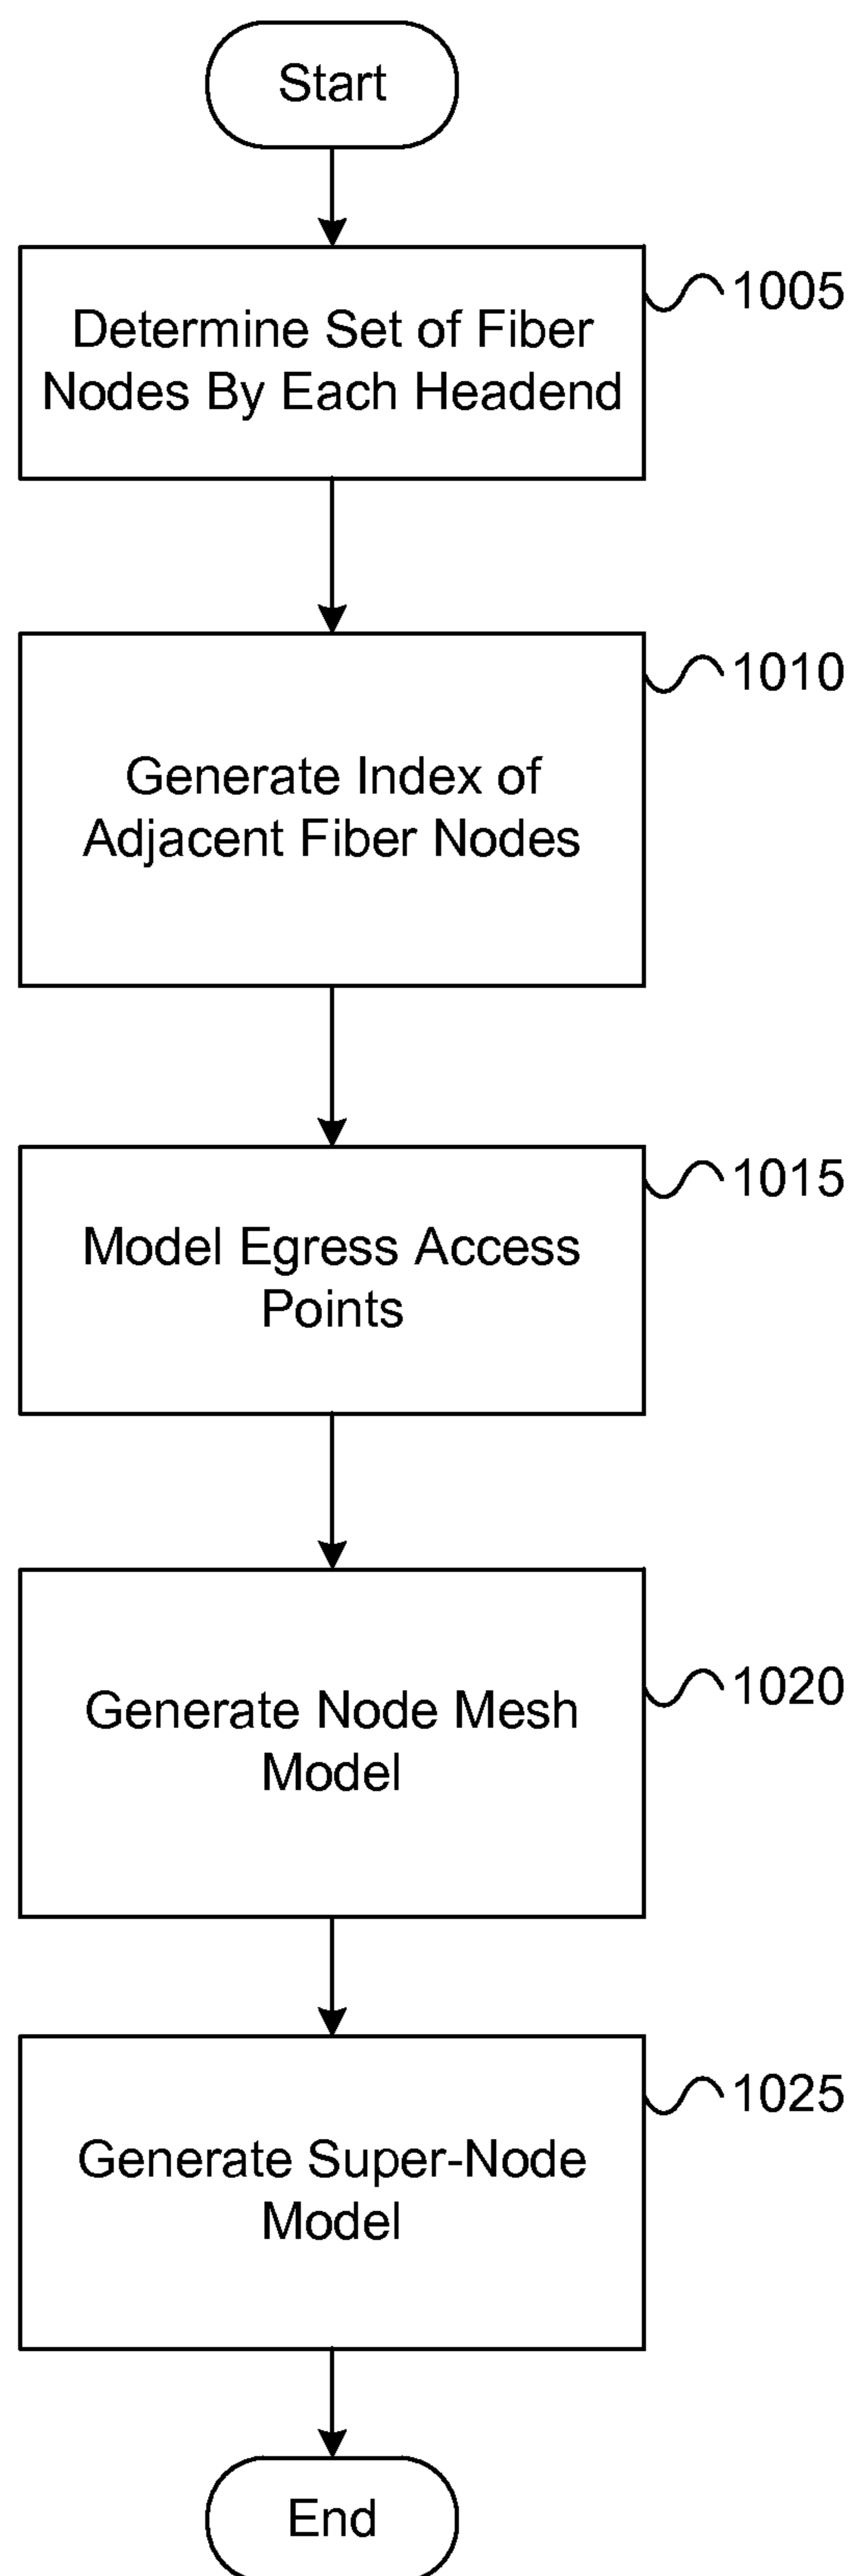 Start
1005
Determine Set of Fiber
Nodes By Each Headend
1010
Generate Index of
Adjacent Fiber Nodes
1015
Model Egress Access
Points
1020
Generate Node Mesh
Model
1025
Generate Super-Node
Model
End